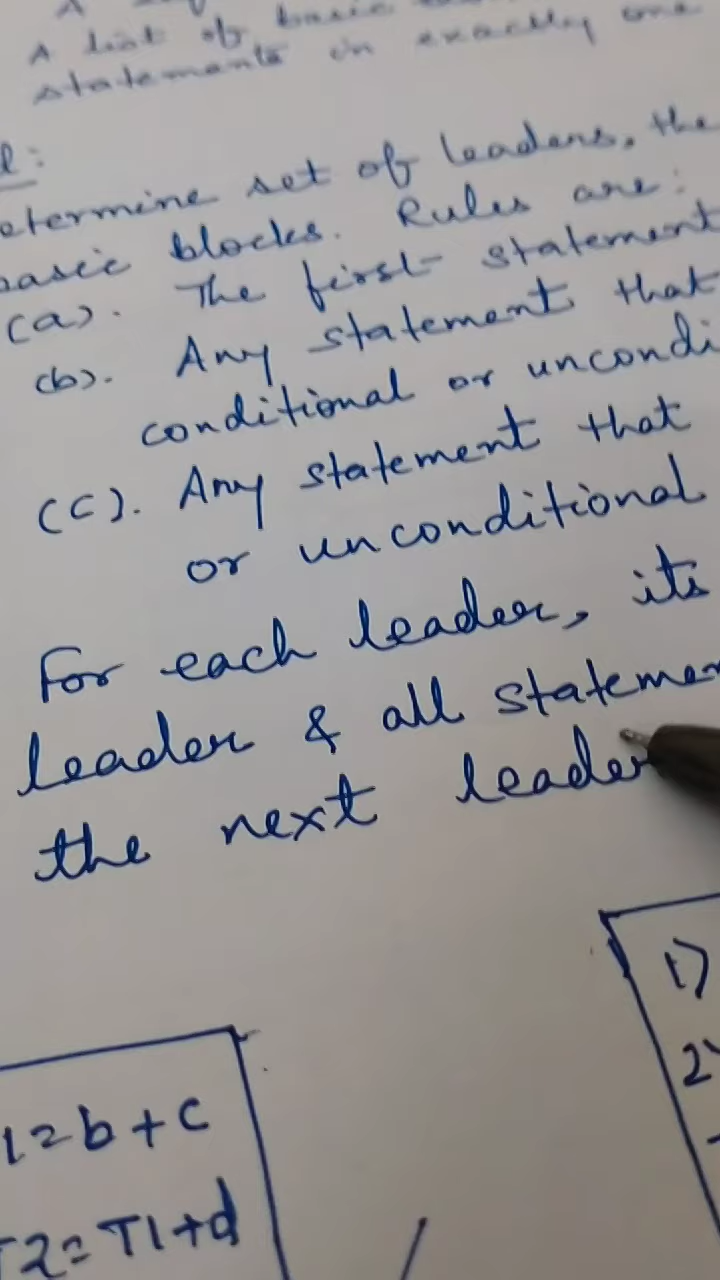 A list of basic
statements in exactly one
etermine set of leaders, the
basic blocks. Rules are:
(a). The first statement
(b). Any statement that
conditional or uncondi
(c). Any statement that
or unconditional
For each leader, its
leader & all statemen
the next leader
1)
2)
1=b+c
T2=T1+d